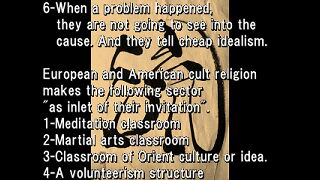 6-When a problem happened,
they are not going to see into the
cause. And they tell cheap idealism.
European and American cult religion
makes the following sector
"as inlet of their invitation".
1-Meditation classroom
2-Martial arts classroom
3-Classroom of Orient culture or idea.
4-A volunteerism structure